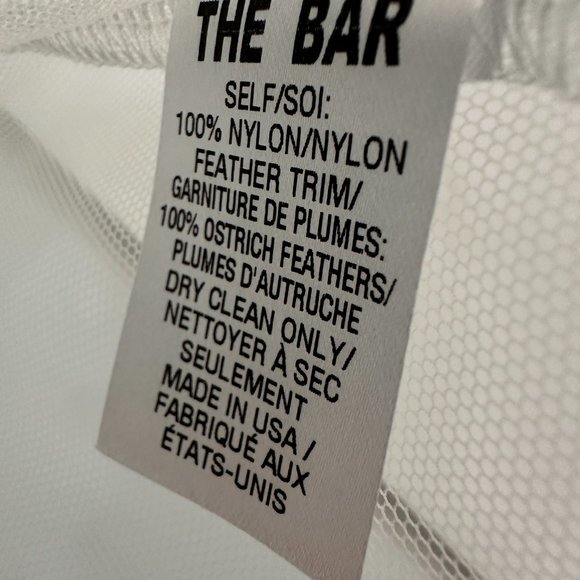 THE BAR
SELF/SOI:
100% NYLON/NYLON
FEATHER TRIM/
GARNITURE DE PLUMES:
100% OSTRICH FEATHERS/
PLUMES D'AUTRUCHE
DRY CLEAN ONLY/
NETTOYER À SEC
SEULEMENT
MADE IN USA /
FABRIQUÉ AUX
ÉTATS-UNIS